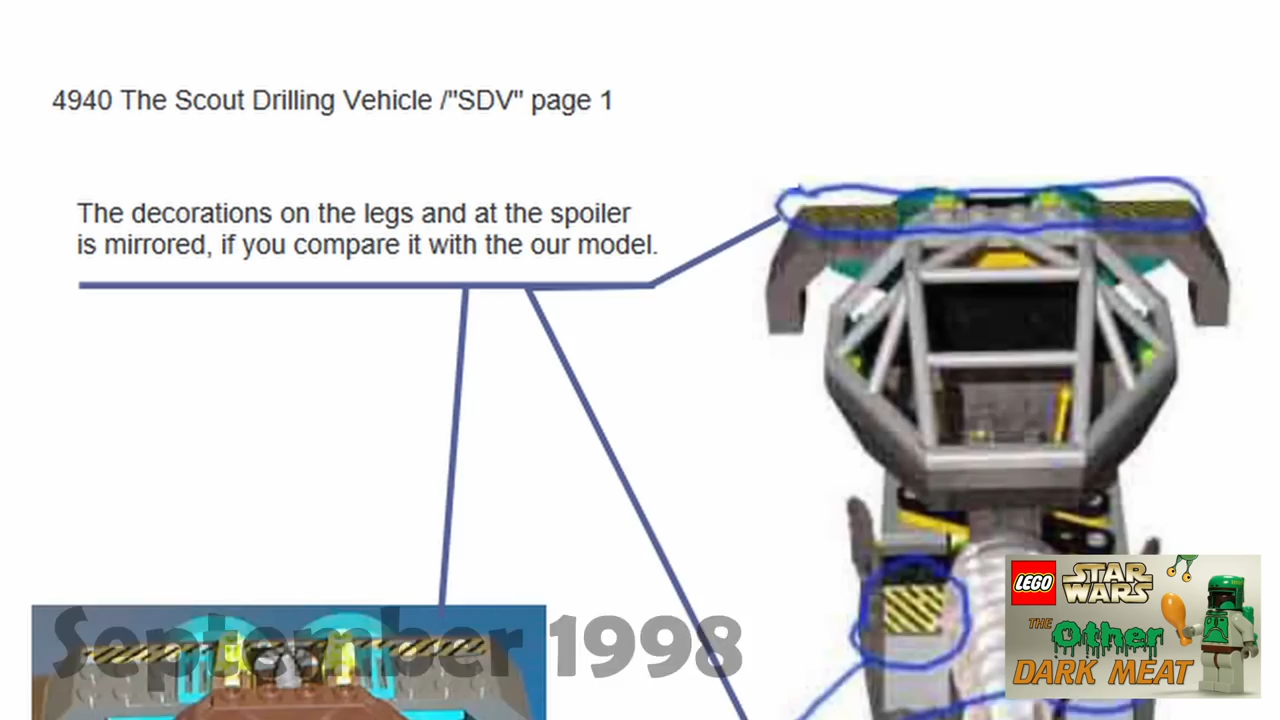 4940 The Scout Drilling Vehicle /"SDV" page 1
The decorations on the legs and at the spoiler
is mirrored, if you compare it with the our model.
September 1998
LEGO STAR WARS
THE Other
DARK MEAT